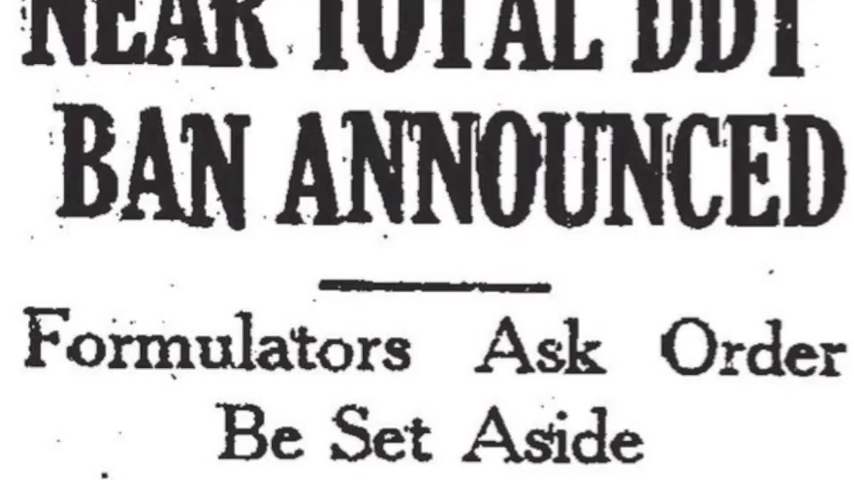 NEAR TOTAL DDT
BAN ANNOUNCED
Formulators Ask Order
Be Set Aside